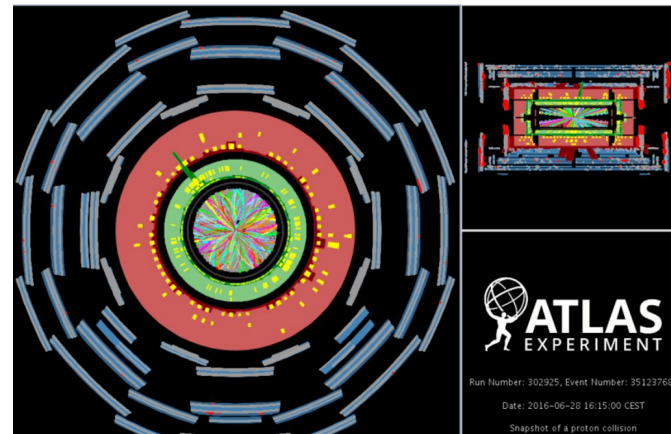 ATLAS
EXPERIMENT
Run Number: 302925, Event Number: 35123768
Date: 2016-06-28 16:15:00 CEST
Snapshot of a proton collision